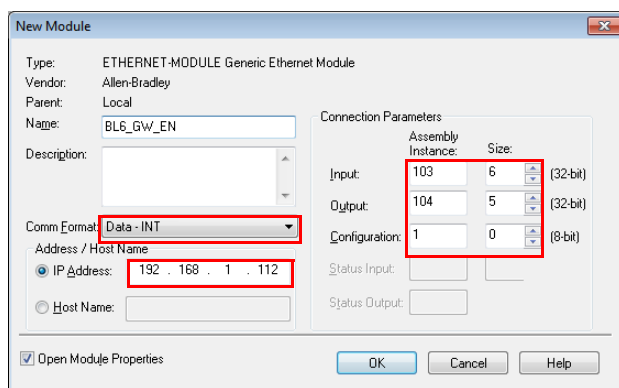 New Module
Type: ETHERNET-MODULE Generic Ethernet Module
Vendor: Allen-Bradley
Parent: Local
Name: BL6_GW_EN
Description:
Comm Format: Data - INT
Address / Host Name
IP Address: 192 . 168 . 1 . 112
Host Name:
Connection Parameters
Assembly Instance: Size:
Input: 103 6 (32-bit)
Output: 104 5 (32-bit)
Configuration: 1 0 (8-bit)
Status Input:
Status Output:
Open Module Properties
OK Cancel Help